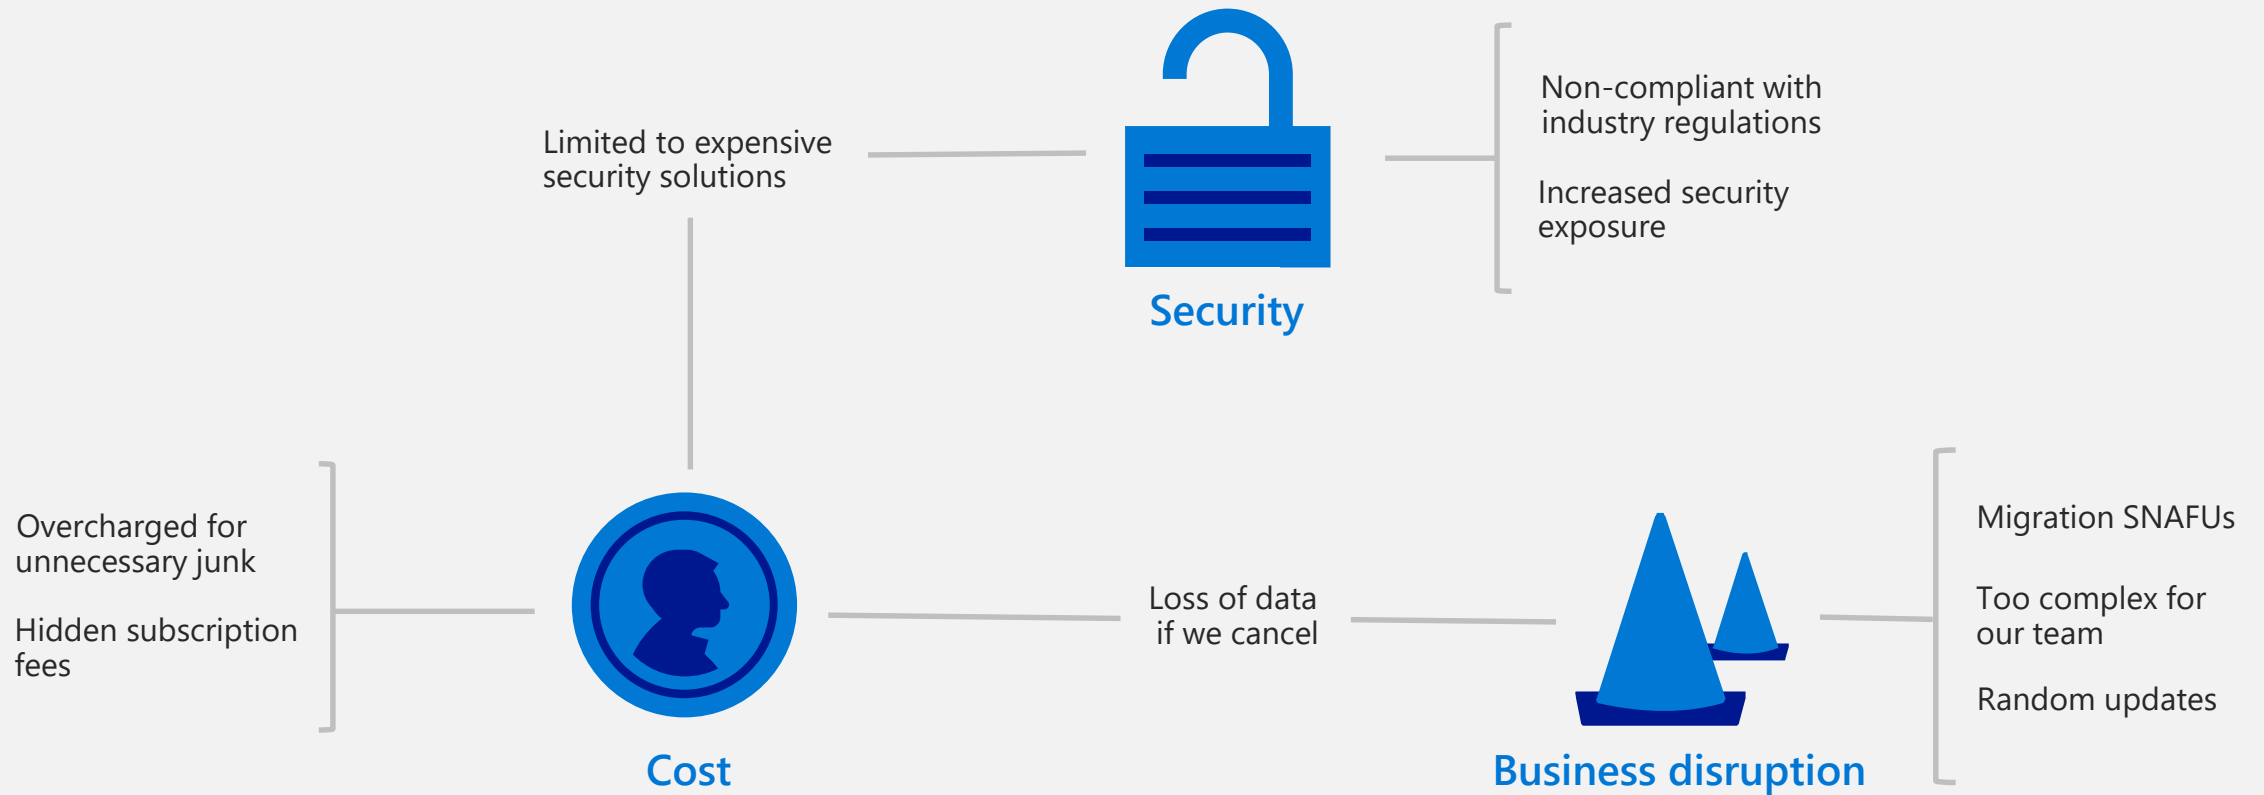 Limited to expensive
security solutions
Non-compliant with
industry regulations
Increased security
exposure
Security
Overcharged for
unnecessary junk
Hidden subscription
fees
Cost
Loss of data
if we cancel
Business disruption
Migration SNAFUs
Too complex for
our team
Random updates